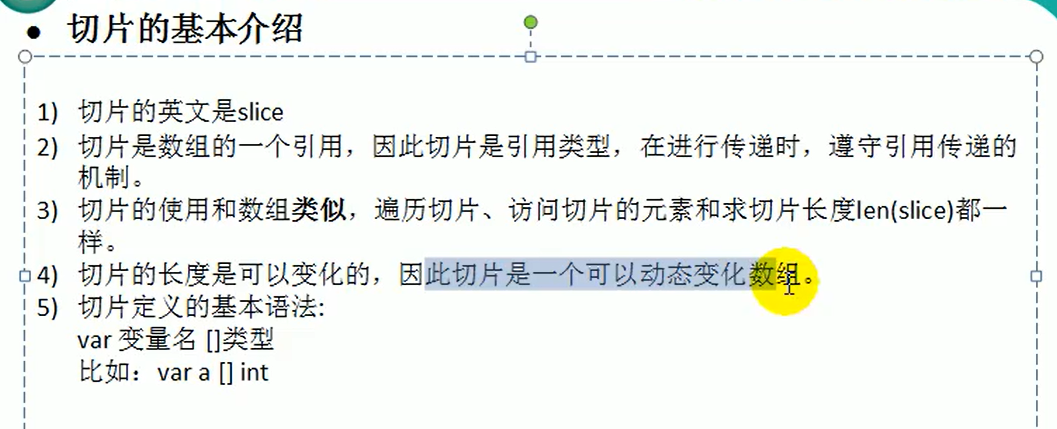 ● 切片的基本介绍
1) 切片的英文是slice
2) 切片是数组的一个引用，因此切片是引用类型，在进行传递时，遵守引用传递的
机制。
3) 切片的使用和数组类似，遍历切片、访问切片的元素和求切片长度len(slice)都一
样。
4) 切片的长度是可以变化的，因此切片是一个可以动态变化数组。
5) 切片定义的基本语法:
var 变量名 []类型
比如：var a [] int